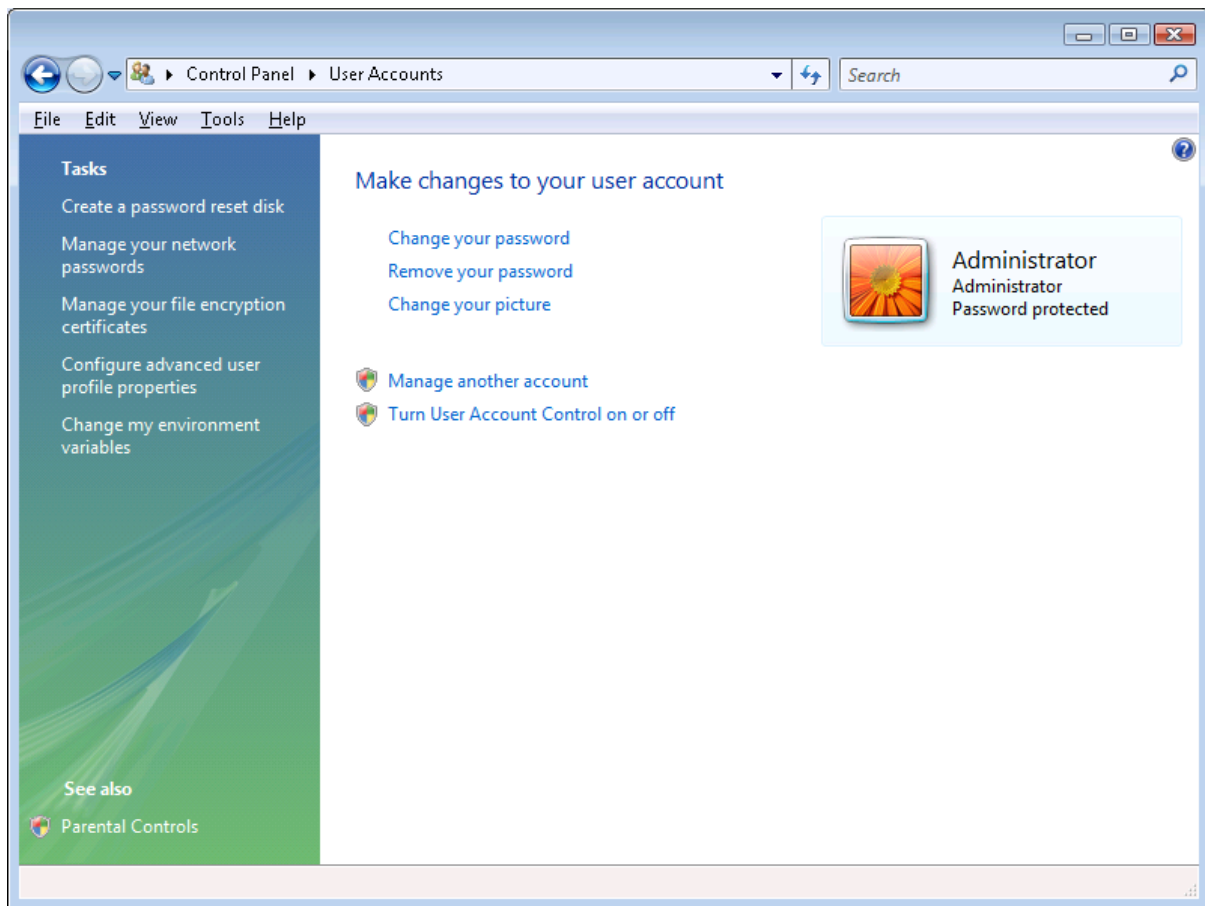 Control Panel User Accounts
Search
File Edit View Tools Help
Tasks
Create a password reset disk
Manage your network
passwords
Manage your file encryption
certificates
Configure advanced user
profile properties
Change my environment
variables
See also
Parental Controls
Make changes to your user account
Change your password
Remove your password
Change your picture
Manage another account
Turn User Account Control on or off
Administrator
Administrator
Password protected